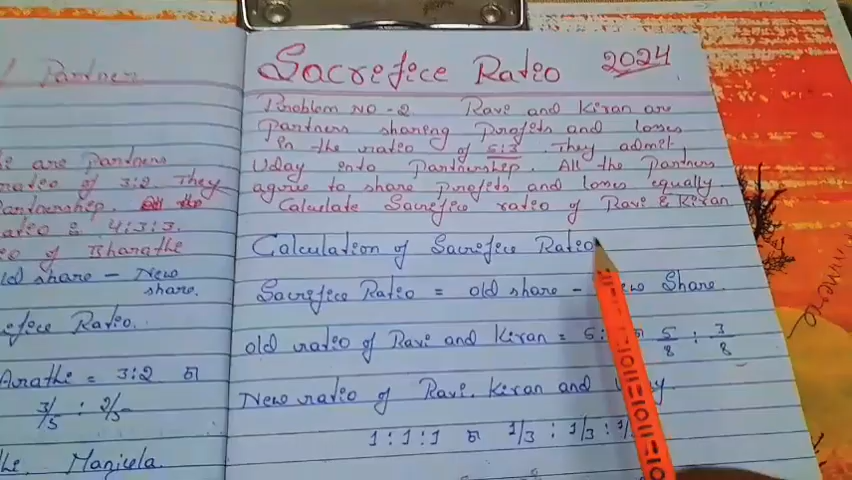 Partner
are Partners
ratio of 3:2. They
Partnership.
ratio is 4:3:3.
of Bharathe
old share - New
share.
Ratio.
Arathe = 3:2
3/5 : 2/5
Manjula.
Sacrifice Ratio 2024
Problem No - 2 Ravi and Kiran are
Partners sharing Profits and losses
in the ratio of 5:3. They admit
Uday into Partnership. All the Partners
agree to share Profits and losses equally
Calculate Sacrifice ratio of Ravi & Kiran
Calculation of Sacrifice Ratio
Sacrifice Ratio = old share - New Share
old ratio of Ravi and Kiran = 5: 5/8 : 3/8
New ratio of Ravi, Kiran and
1:1:1 1/3 : 1/3 :